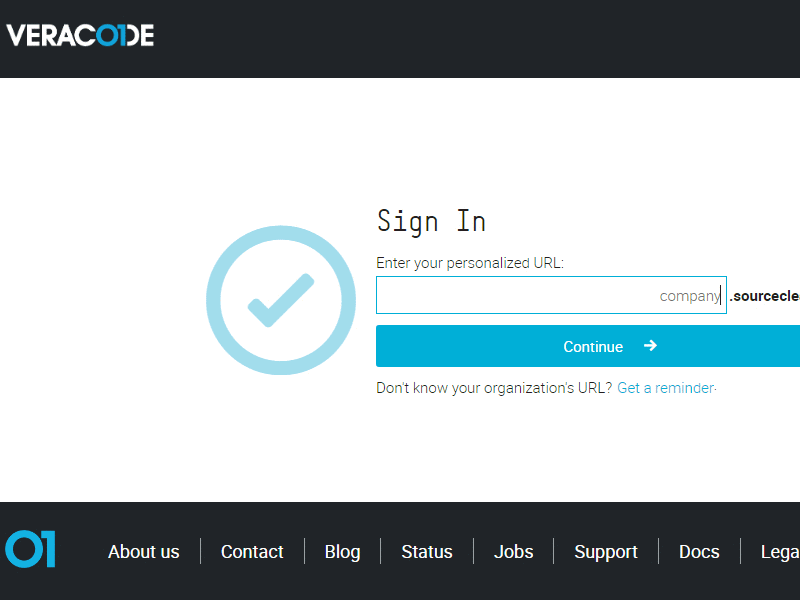 VERACODE
Sign In
Enter your personalized URL:
company .sourcecle
Continue
Don't know your organization's URL? Get a reminder.
01 About us Contact Blog Status Jobs Support Docs Lega